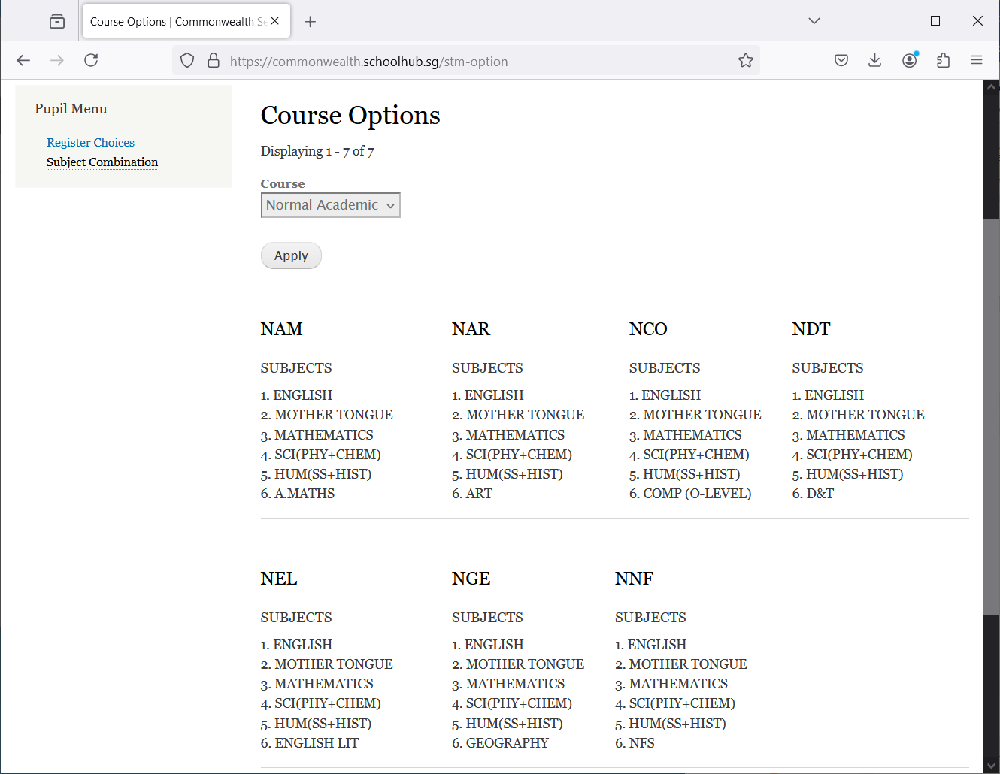 Course Options | Commonwealth Se
https://commonwealth.schoolhub.sg/stm-option
Pupil Menu
Register Choices
Subject Combination
Course Options
Displaying 1 - 7 of 7
Course
Normal Academic
Apply
NAM
SUBJECTS
1. ENGLISH
2. MOTHER TONGUE
3. MATHEMATICS
4. SCI(PHY+CHEM)
5. HUM(SS+HIST)
6. A.MATHS
NAR
SUBJECTS
1. ENGLISH
2. MOTHER TONGUE
3. MATHEMATICS
4. SCI(PHY+CHEM)
5. HUM(SS+HIST)
6. ART
NCO
SUBJECTS
1. ENGLISH
2. MOTHER TONGUE
3. MATHEMATICS
4. SCI(PHY+CHEM)
5. HUM(SS+HIST)
6. COMP (O-LEVEL)
NDT
SUBJECTS
1. ENGLISH
2. MOTHER TONGUE
3. MATHEMATICS
4. SCI(PHY+CHEM)
5. HUM(SS+HIST)
6. D&T
NEL
SUBJECTS
1. ENGLISH
2. MOTHER TONGUE
3. MATHEMATICS
4. SCI(PHY+CHEM)
5. HUM(SS+HIST)
6. ENGLISH LIT
NGE
SUBJECTS
1. ENGLISH
2. MOTHER TONGUE
3. MATHEMATICS
4. SCI(PHY+CHEM)
5. HUM(SS+HIST)
6. GEOGRAPHY
NNF
SUBJECTS
1. ENGLISH
2. MOTHER TONGUE
3. MATHEMATICS
4. SCI(PHY+CHEM)
5. HUM(SS+HIST)
6. NFS